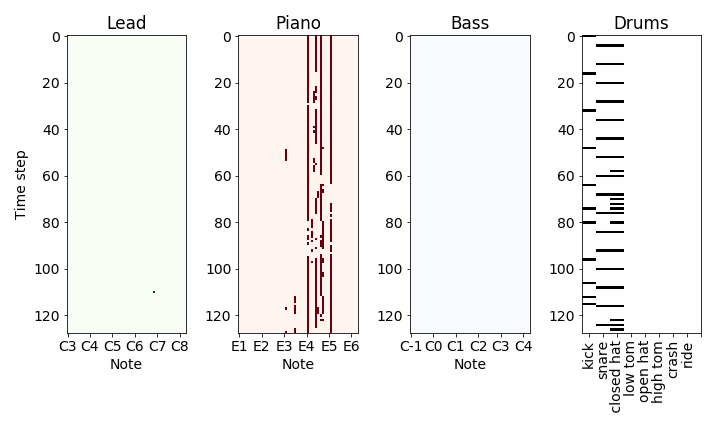 Lead Piano Bass Drums
0 0 0 0
20 20 20 20
40 40 40 40
60 60 60 60
80 80 80 80
100 100 100 100
120 120 120 120
Time step
C3 C4 C5 C6 C7 C8
E1 E2 E3 E4 E5 E6
C-1 C0 C1 C2 C3 C4
Note Note Note
kick
snare
closed hat
low tom
open hat
high tom
crash
ride